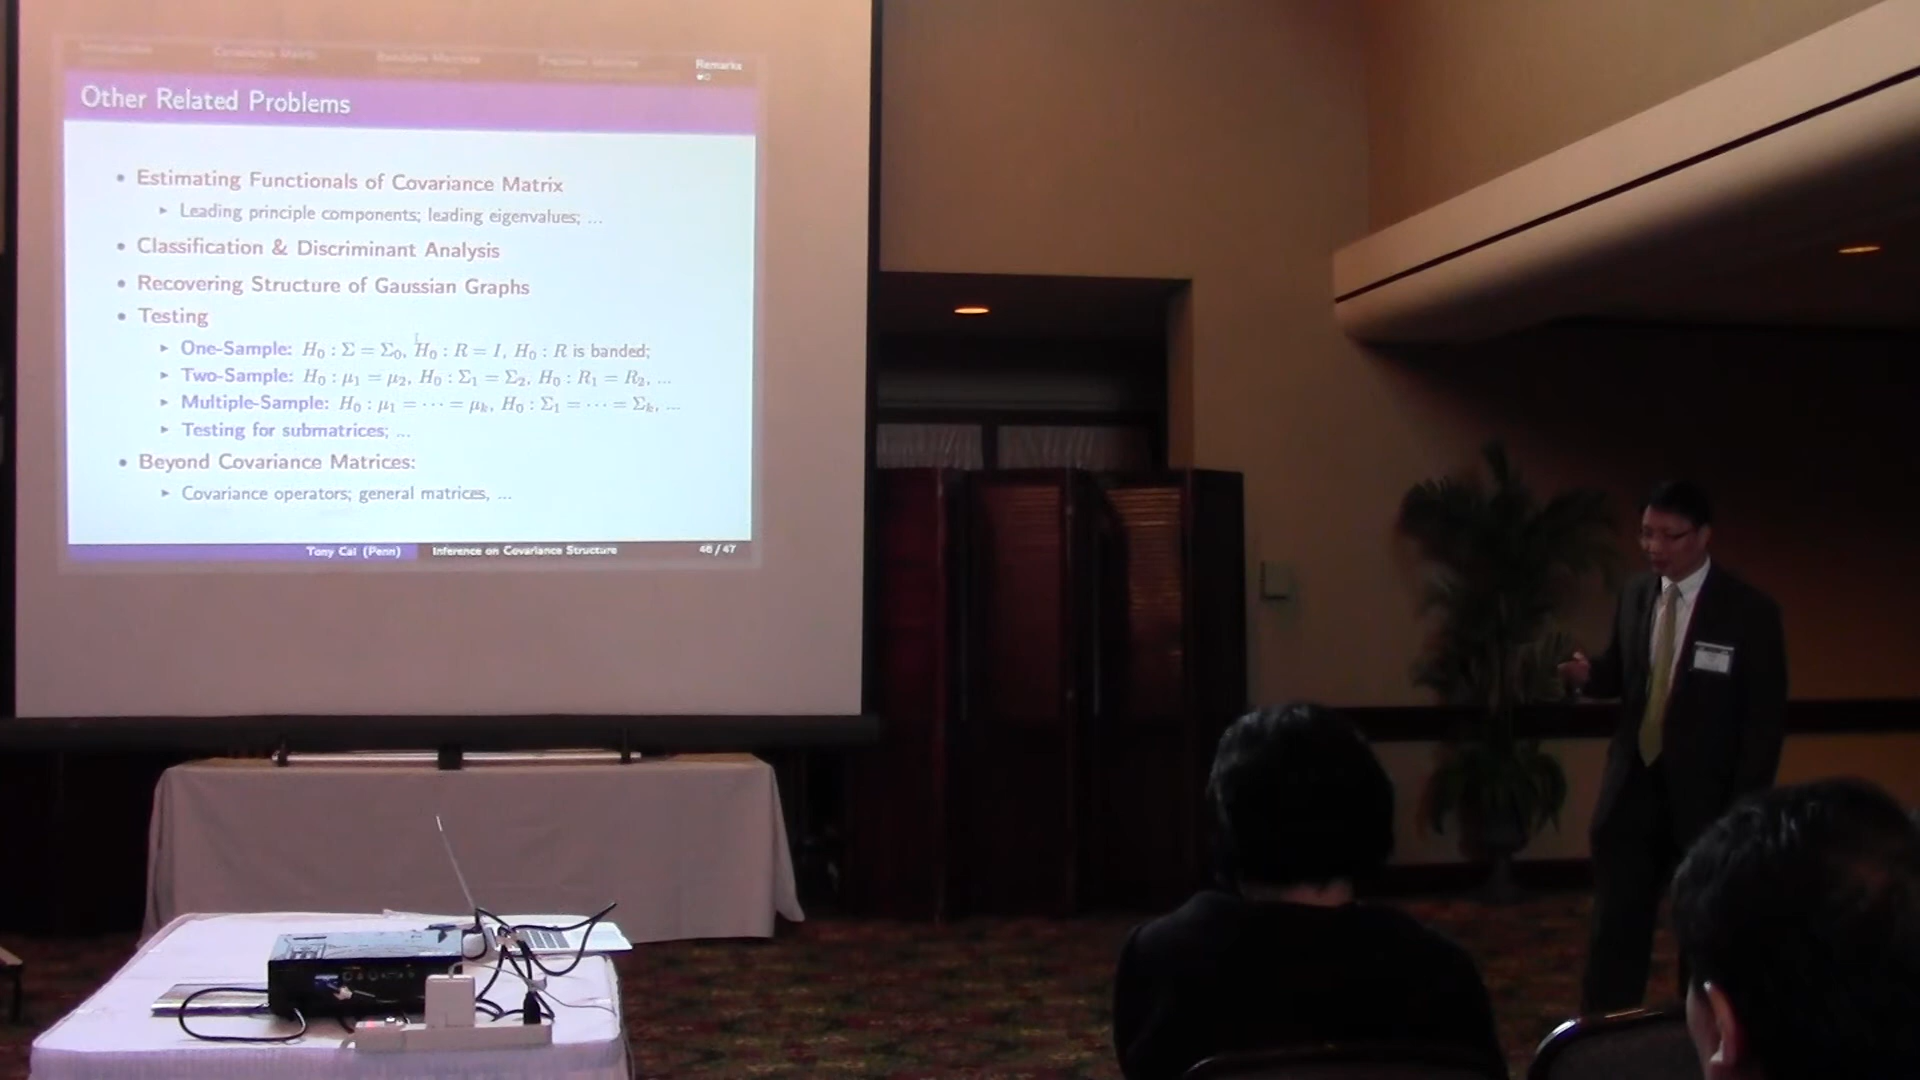 Covariance Matrix
Remarks
Other Related Problems
• Estimating Functionals of Covariance Matrix
▸ Leading principle components; leading eigenvalues; ...
• Classification & Discriminant Analysis
• Recovering Structure of Gaussian Graphs
• Testing
▸ One-Sample: H₀ : Σ = Σ₀, H₀ : R = I, H₀ : R is banded;
▸ Two-Sample: H₀ : μ₁ = μ₂, H₀ : Σ₁ = Σ₂, H₀ : R₁ = R₂, ...
▸ Multiple-Sample: H₀ : μ₁ = ··· = μₖ, H₀ : Σ₁ = ··· = Σₖ, ...
▸ Testing for submatrices; ...
• Beyond Covariance Matrices:
▸ Covariance operators; general matrices, ...
Tony Cai (Penn) Inference on Covariance Structure 46 / 47